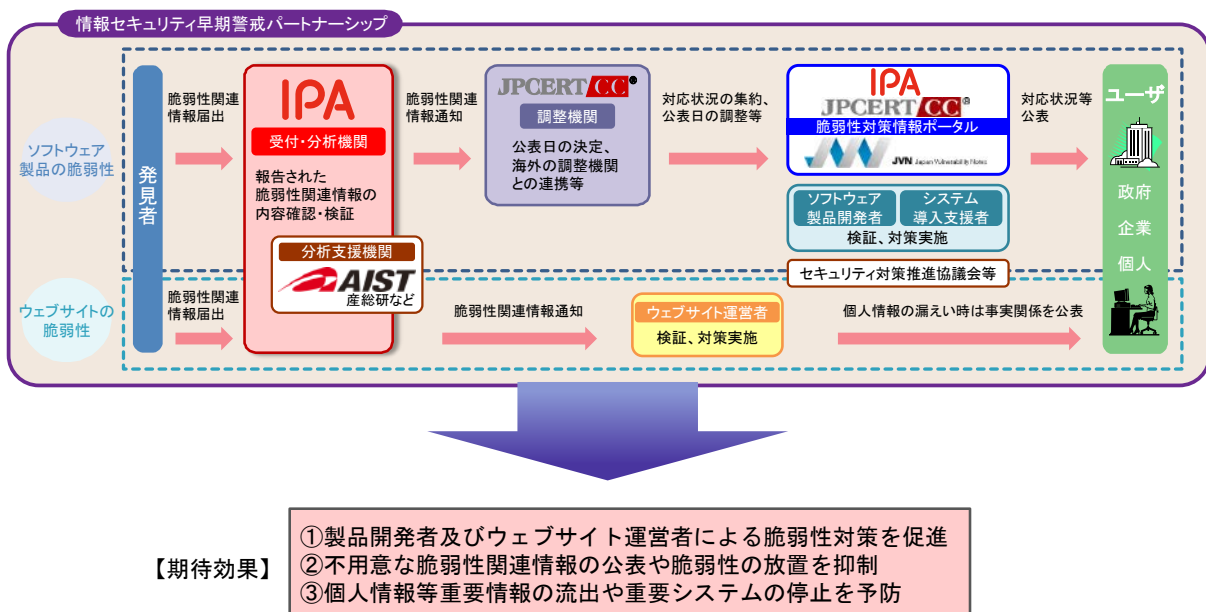 情報セキュリティ早期警戒パートナーシップ
ソフトウェア
製品の脆弱性
発見者
脆弱性関連
情報届出
IPA
受付・分析機関
報告された
脆弱性関連情報の
内容確認・検証
分析支援機関
AIST
産総研など
脆弱性関連
情報通知
JPCERT CC®
調整機関
公表日の決定、
海外の調整機関
との連携等
対応状況の集約、
公表日の調整等
IPA
JPCERT CC®
脆弱性対策情報ポータル
JVN Japan Vulnerability Notes
ソフトウェア
製品開発者
システム
導入支援者
検証、対策実施
セキュリティ対策推進協議会等
対応状況等
公表
ユーザ
政府
企業
個人
ウェブサイトの
脆弱性
脆弱性関連
情報届出
脆弱性関連情報通知
ウェブサイト運営者
検証、対策実施
個人情報の漏えい時は事実関係を公表
【期待効果】
①製品開発者及びウェブサイト運営者による脆弱性対策を促進
②不用意な脆弱性関連情報の公表や脆弱性の放置を抑制
③個人情報等重要情報の流出や重要システムの停止を予防